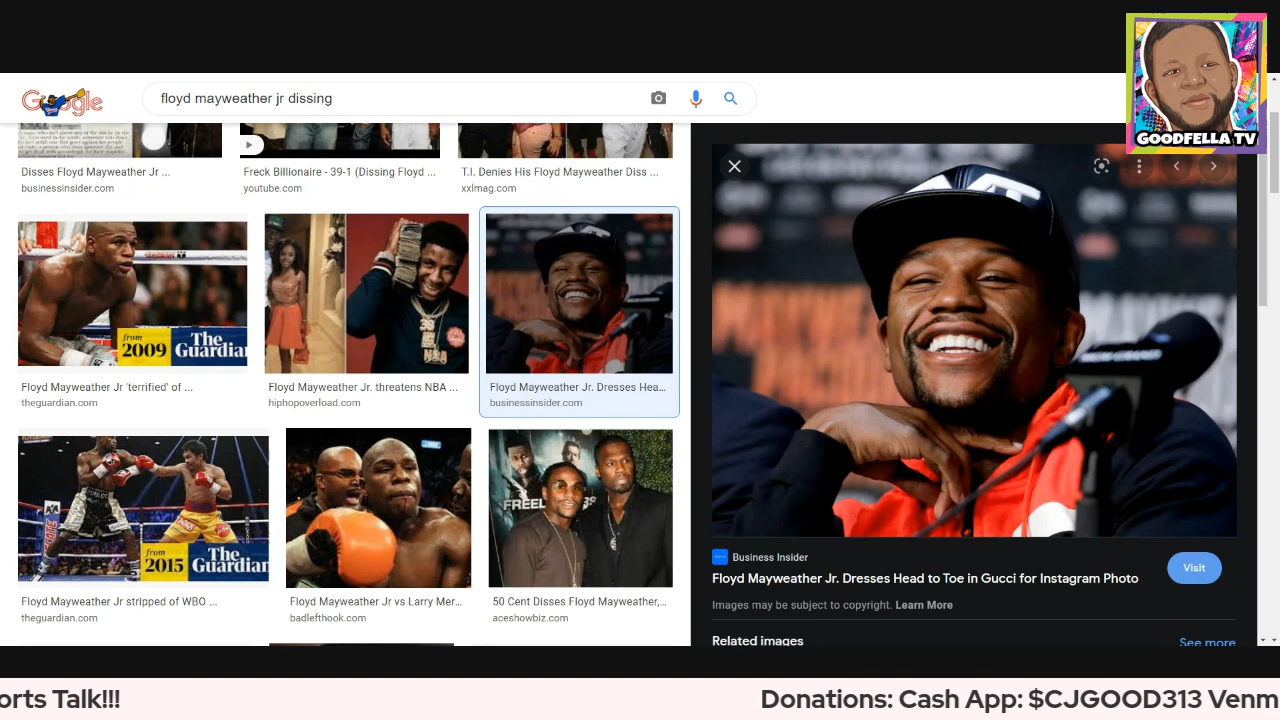 Google
floyd mayweather jr dissing
GOODFELLA TV
Disses Floyd Mayweather Jr ...
businessinsider.com
Freck Billionaire - 39-1 (Dissing Floyd ...
youtube.com
T.I. Denies His Floyd Mayweather Diss ...
xxlmag.com
from
2009
The
Guardian
Floyd Mayweather Jr 'terrified' of ...
theguardian.com
38
NBA
Floyd Mayweather Jr. threatens NBA ...
hiphopoverload.com
Floyd Mayweather Jr. Dresses Hea...
businessinsider.com
from
2015
The
Guardian
Floyd Mayweather Jr stripped of WBO ...
theguardian.com
Floyd Mayweather Jr vs Larry Mer...
badlefthook.com
FREEL
GS
50 Cent Disses Floyd Mayweather,...
aceshowbiz.com
Business Insider
Floyd Mayweather Jr. Dresses Head to Toe in Gucci for Instagram Photo
Visit
Images may be subject to copyright. Learn More
Related images
See more
orts Talk!!!
Donations: Cash App: $CJGOOD313 Venm